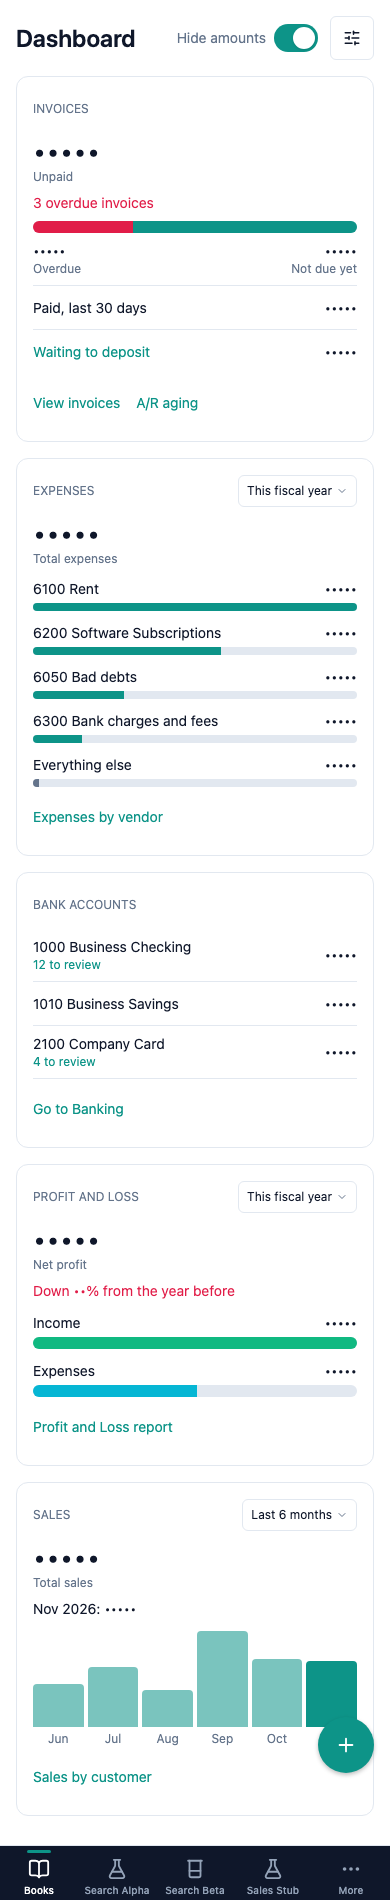 Dashboard
Hide amounts
INVOICES
•••••
Unpaid
3 overdue invoices
••••• •••••
Overdue Not due yet
Paid, last 30 days •••••
Waiting to deposit •••••
View invoices A/R aging
EXPENSES This fiscal year
•••••
Total expenses
6100 Rent •••••
6200 Software Subscriptions •••••
6050 Bad debts •••••
6300 Bank charges and fees •••••
Everything else •••••
Expenses by vendor
BANK ACCOUNTS
1000 Business Checking •••••
12 to review
1010 Business Savings •••••
2100 Company Card •••••
4 to review
Go to Banking
PROFIT AND LOSS This fiscal year
•••••
Net profit
Down ••% from the year before
Income •••••
Expenses •••••
Profit and Loss report
SALES Last 6 months
•••••
Total sales
Nov 2026: •••••
Jun Jul Aug Sep Oct
Sales by customer
Books Search Alpha Search Beta Sales Stub More